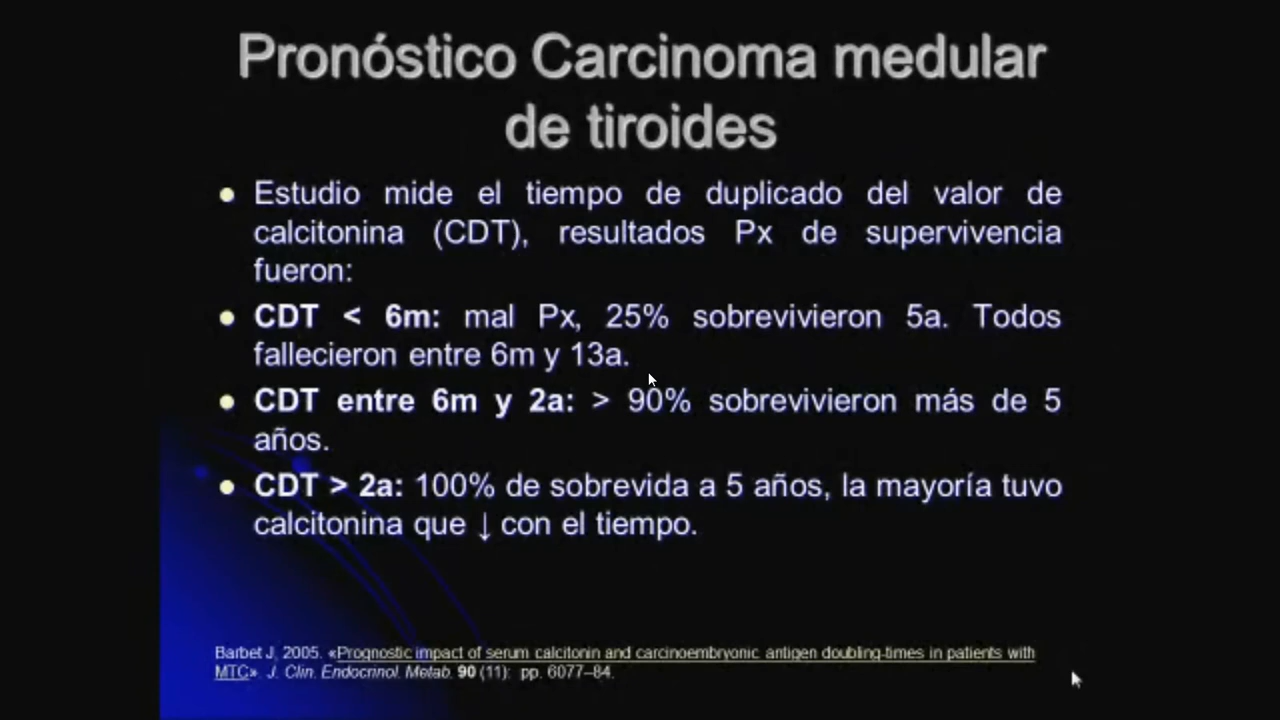 Pronóstico Carcinoma medular
de tiroides
• Estudio mide el tiempo de duplicado del valor de
calcitonina (CDT), resultados Px de supervivencia
fueron:
• CDT < 6m: mal Px, 25% sobrevivieron 5a. Todos
fallecieron entre 6m y 13a.
• CDT entre 6m y 2a: > 90% sobrevivieron más de 5
años.
• CDT > 2a: 100% de sobrevida a 5 años, la mayoría tuvo
calcitonina que ↓ con el tiempo.
Barbet J, 2005. «Prognostic impact of serum calcitonin and carcinoembryonic antigen doubling-times in patients with
MTC». J. Clin. Endocrinol. Metab. 90 (11): pp. 6077–84.